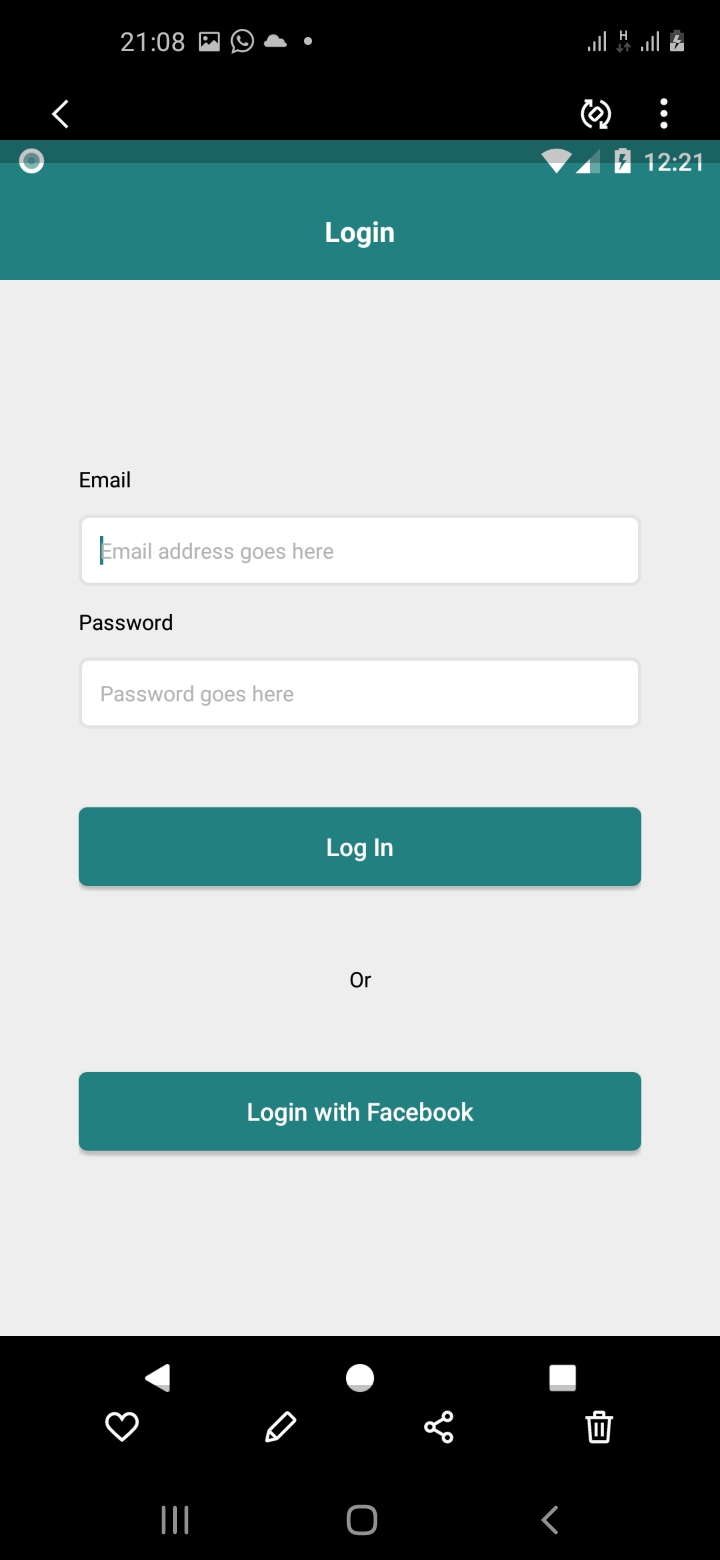 21:08
H
12:21
Login
Email
Email address goes here
Password
Password goes here
Log In
Or
Login with Facebook